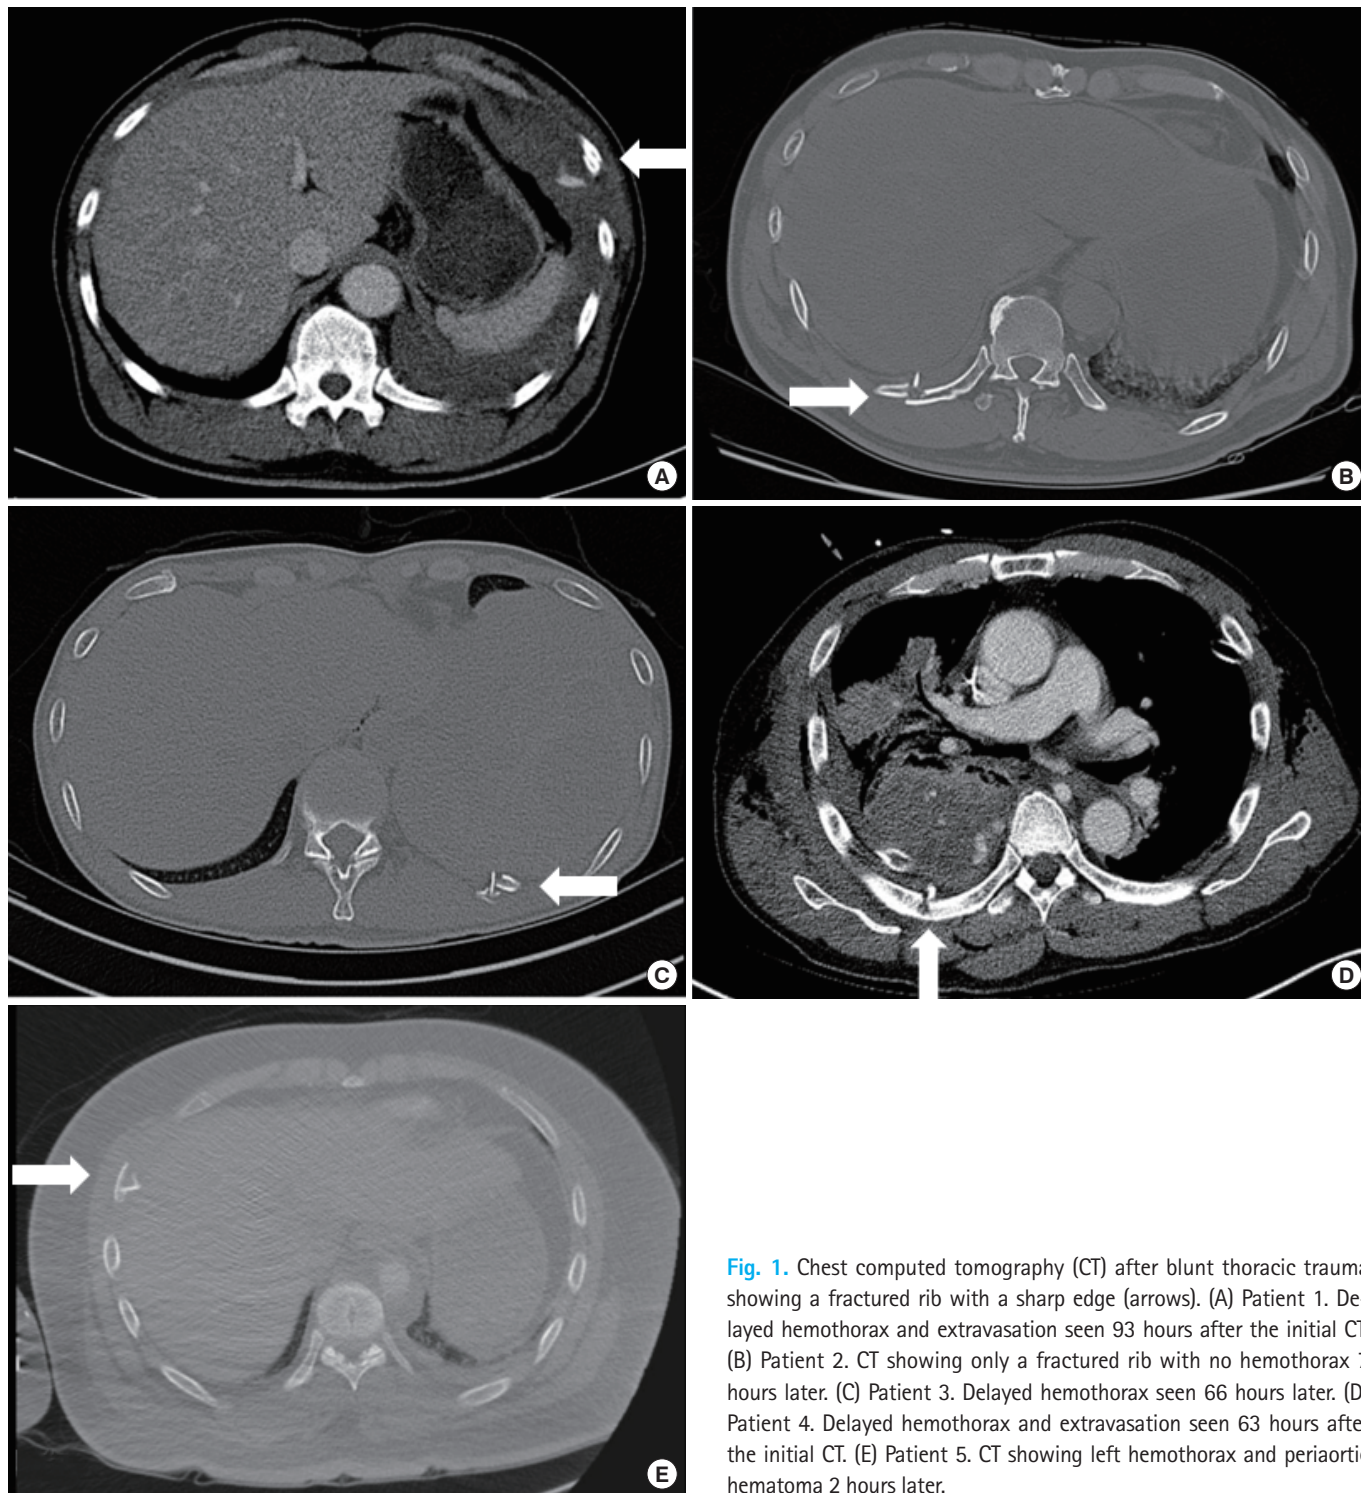 A
B
C
D
E
Fig. 1. Chest computed tomography (CT) after blunt thoracic trauma
showing a fractured rib with a sharp edge (arrows). (A) Patient 1. De-
layed hemothorax and extravasation seen 93 hours after the initial CT
(B) Patient 2. CT showing only a fractured rib with no hemothorax
hours later. (C) Patient 3. Delayed hemothorax seen 66 hours later. (D
Patient 4. Delayed hemothorax and extravasation seen 63 hours after
the initial CT. (E) Patient 5. CT showing left hemothorax and periaortic
hematoma 2 hours later.